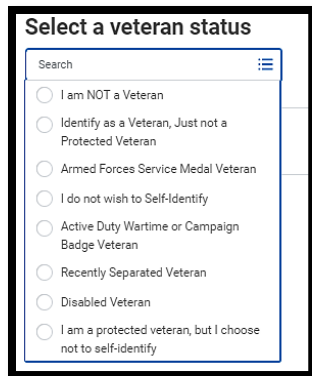 Select a veteran status
Search
I am NOT a Veteran
Identify as a Veteran, Just not a
Protected Veteran
Armed Forces Service Medal Veteran
I do not wish to Self-Identify
Active Duty Wartime or Campaign
Badge Veteran
Recently Separated Veteran
Disabled Veteran
I am a protected veteran, but I choose
not to self-identify